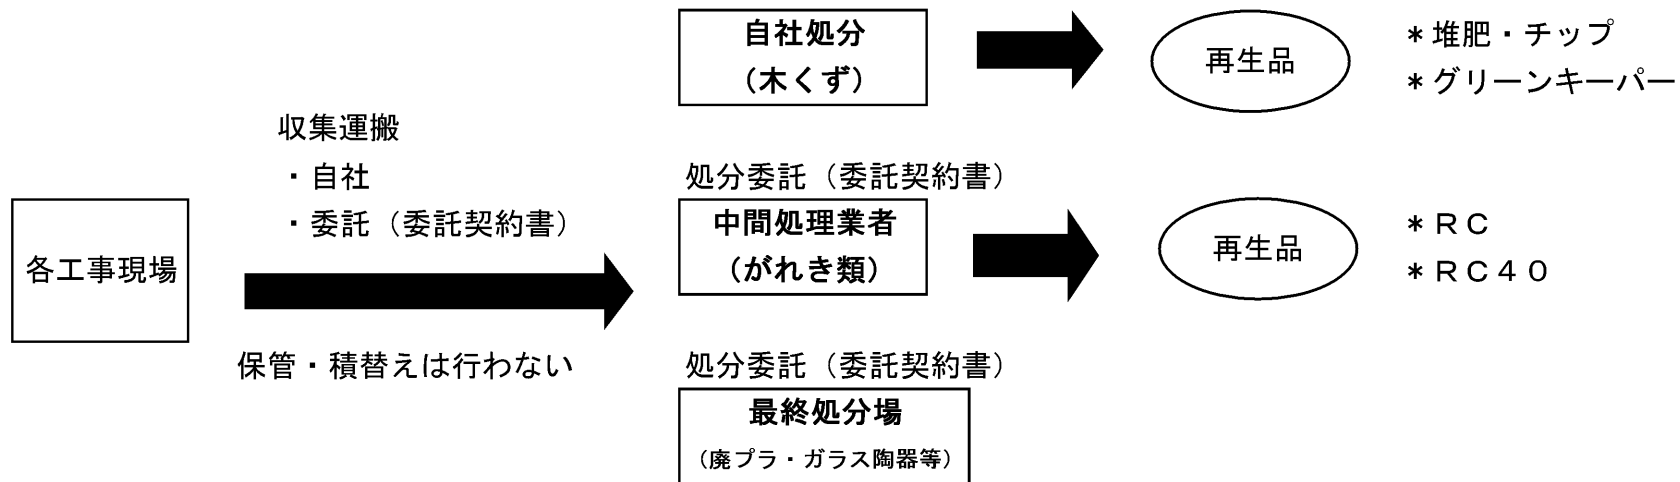 各工事現場
収集運搬
・自社
・委託（委託契約書）
保管・積替えは行わない
自社処分
（木くず）
再生品
＊堆肥・チップ
＊グリーンキーパー
処分委託（委託契約書）
中間処理業者
（がれき類）
再生品
＊ＲＣ
＊ＲＣ４０
処分委託（委託契約書）
最終処分場
（廃プラ・ガラス陶器等）